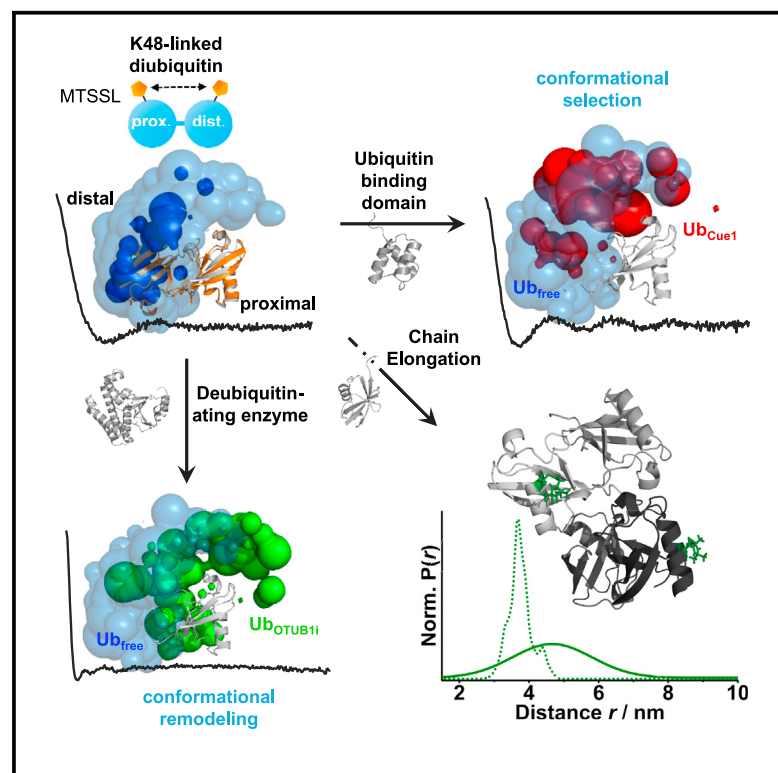 K48-linked
diubiquitin
MTSSL
prox.
dist.
distal
proximal
Ubiquitin
binding
domain
conformational
selection
Ub_Cue1
Ub_free
Deubiquitin-
ating enzyme
Chain
Elongation
Ub_free
Ub_OTUB1i
conformational
remodeling
Norm. P(r)
2 4 6 8 10
Distance r / nm